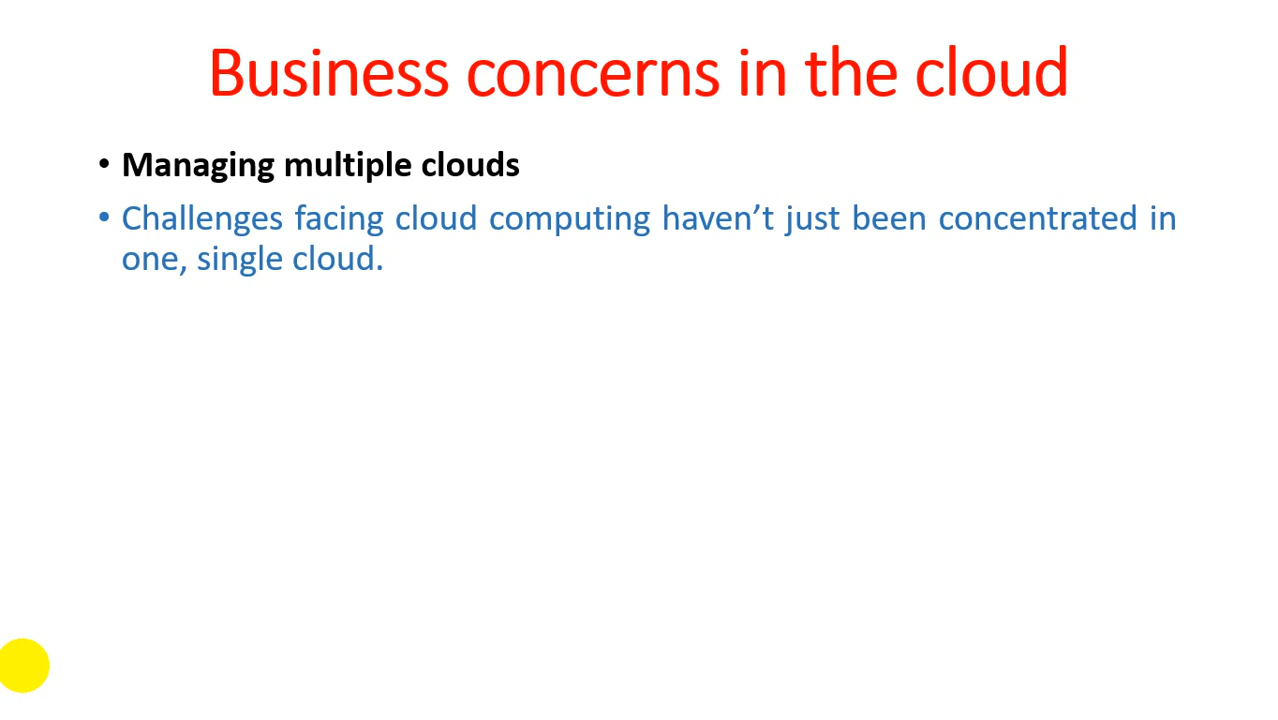 Business concerns in the cloud
• Managing multiple clouds
• Challenges facing cloud computing haven’t just been concentrated in
one, single cloud.